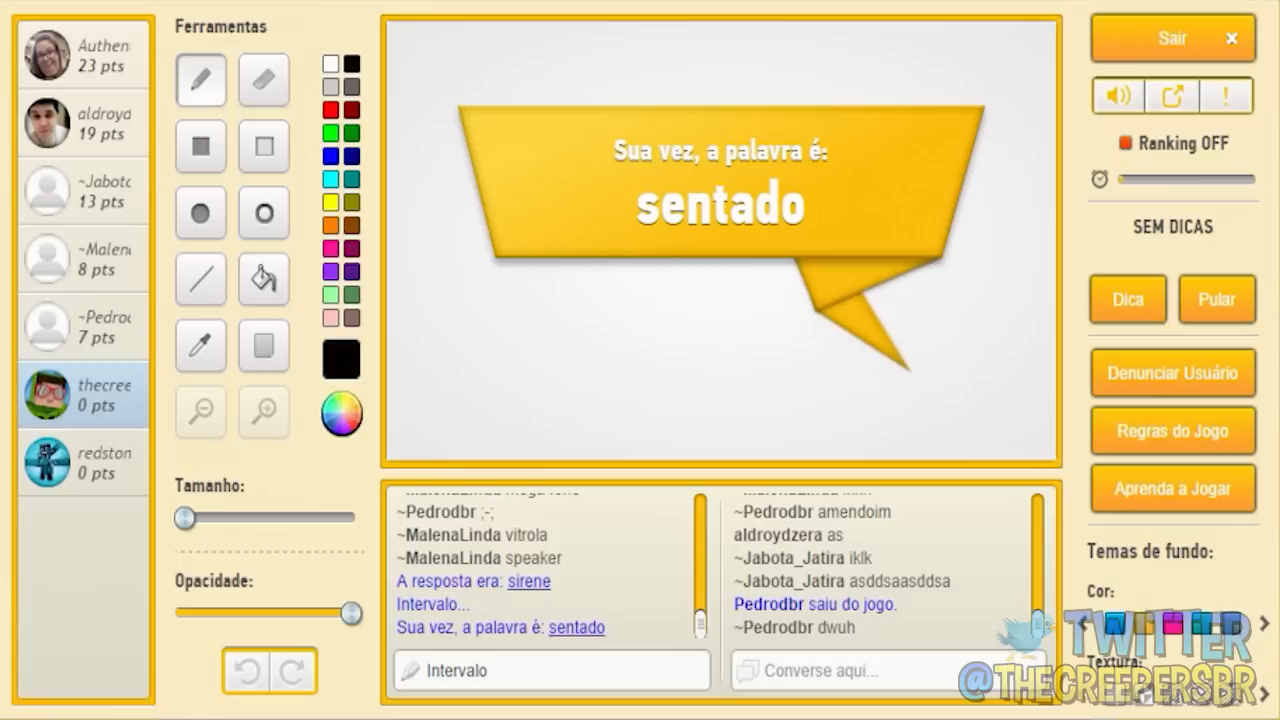 Authen
23 pts
aldroyd
19 pts
~Jabota
13 pts
~Malen
8 pts
~Pedrod
7 pts
thecree
0 pts
redston
0 pts
Ferramentas
Tamanho:
Opacidade:
Sua vez, a palavra é:
sentado
~Pedrodbr ;-;
~MalenaLinda vitrola
~MalenaLinda speaker
A resposta era: sirene
Intervalo...
Sua vez, a palavra é: sentado
Intervalo
~Pedrodbr amendoim
aldroydzera as
~Jabota_Jatira iklk
~Jabota_Jatira asddsaasddsa
Pedrodbr saiu do jogo.
~Pedrodbr dwuh
Converse aqui...
Sair ×
!
Ranking OFF
SEM DICAS
Dica
Pular
Denunciar Usuário
Regras do Jogo
Aprenda a Jogar
Temas de fundo:
Cor:
Textura:
TWITTER
@THECREEPERSBR